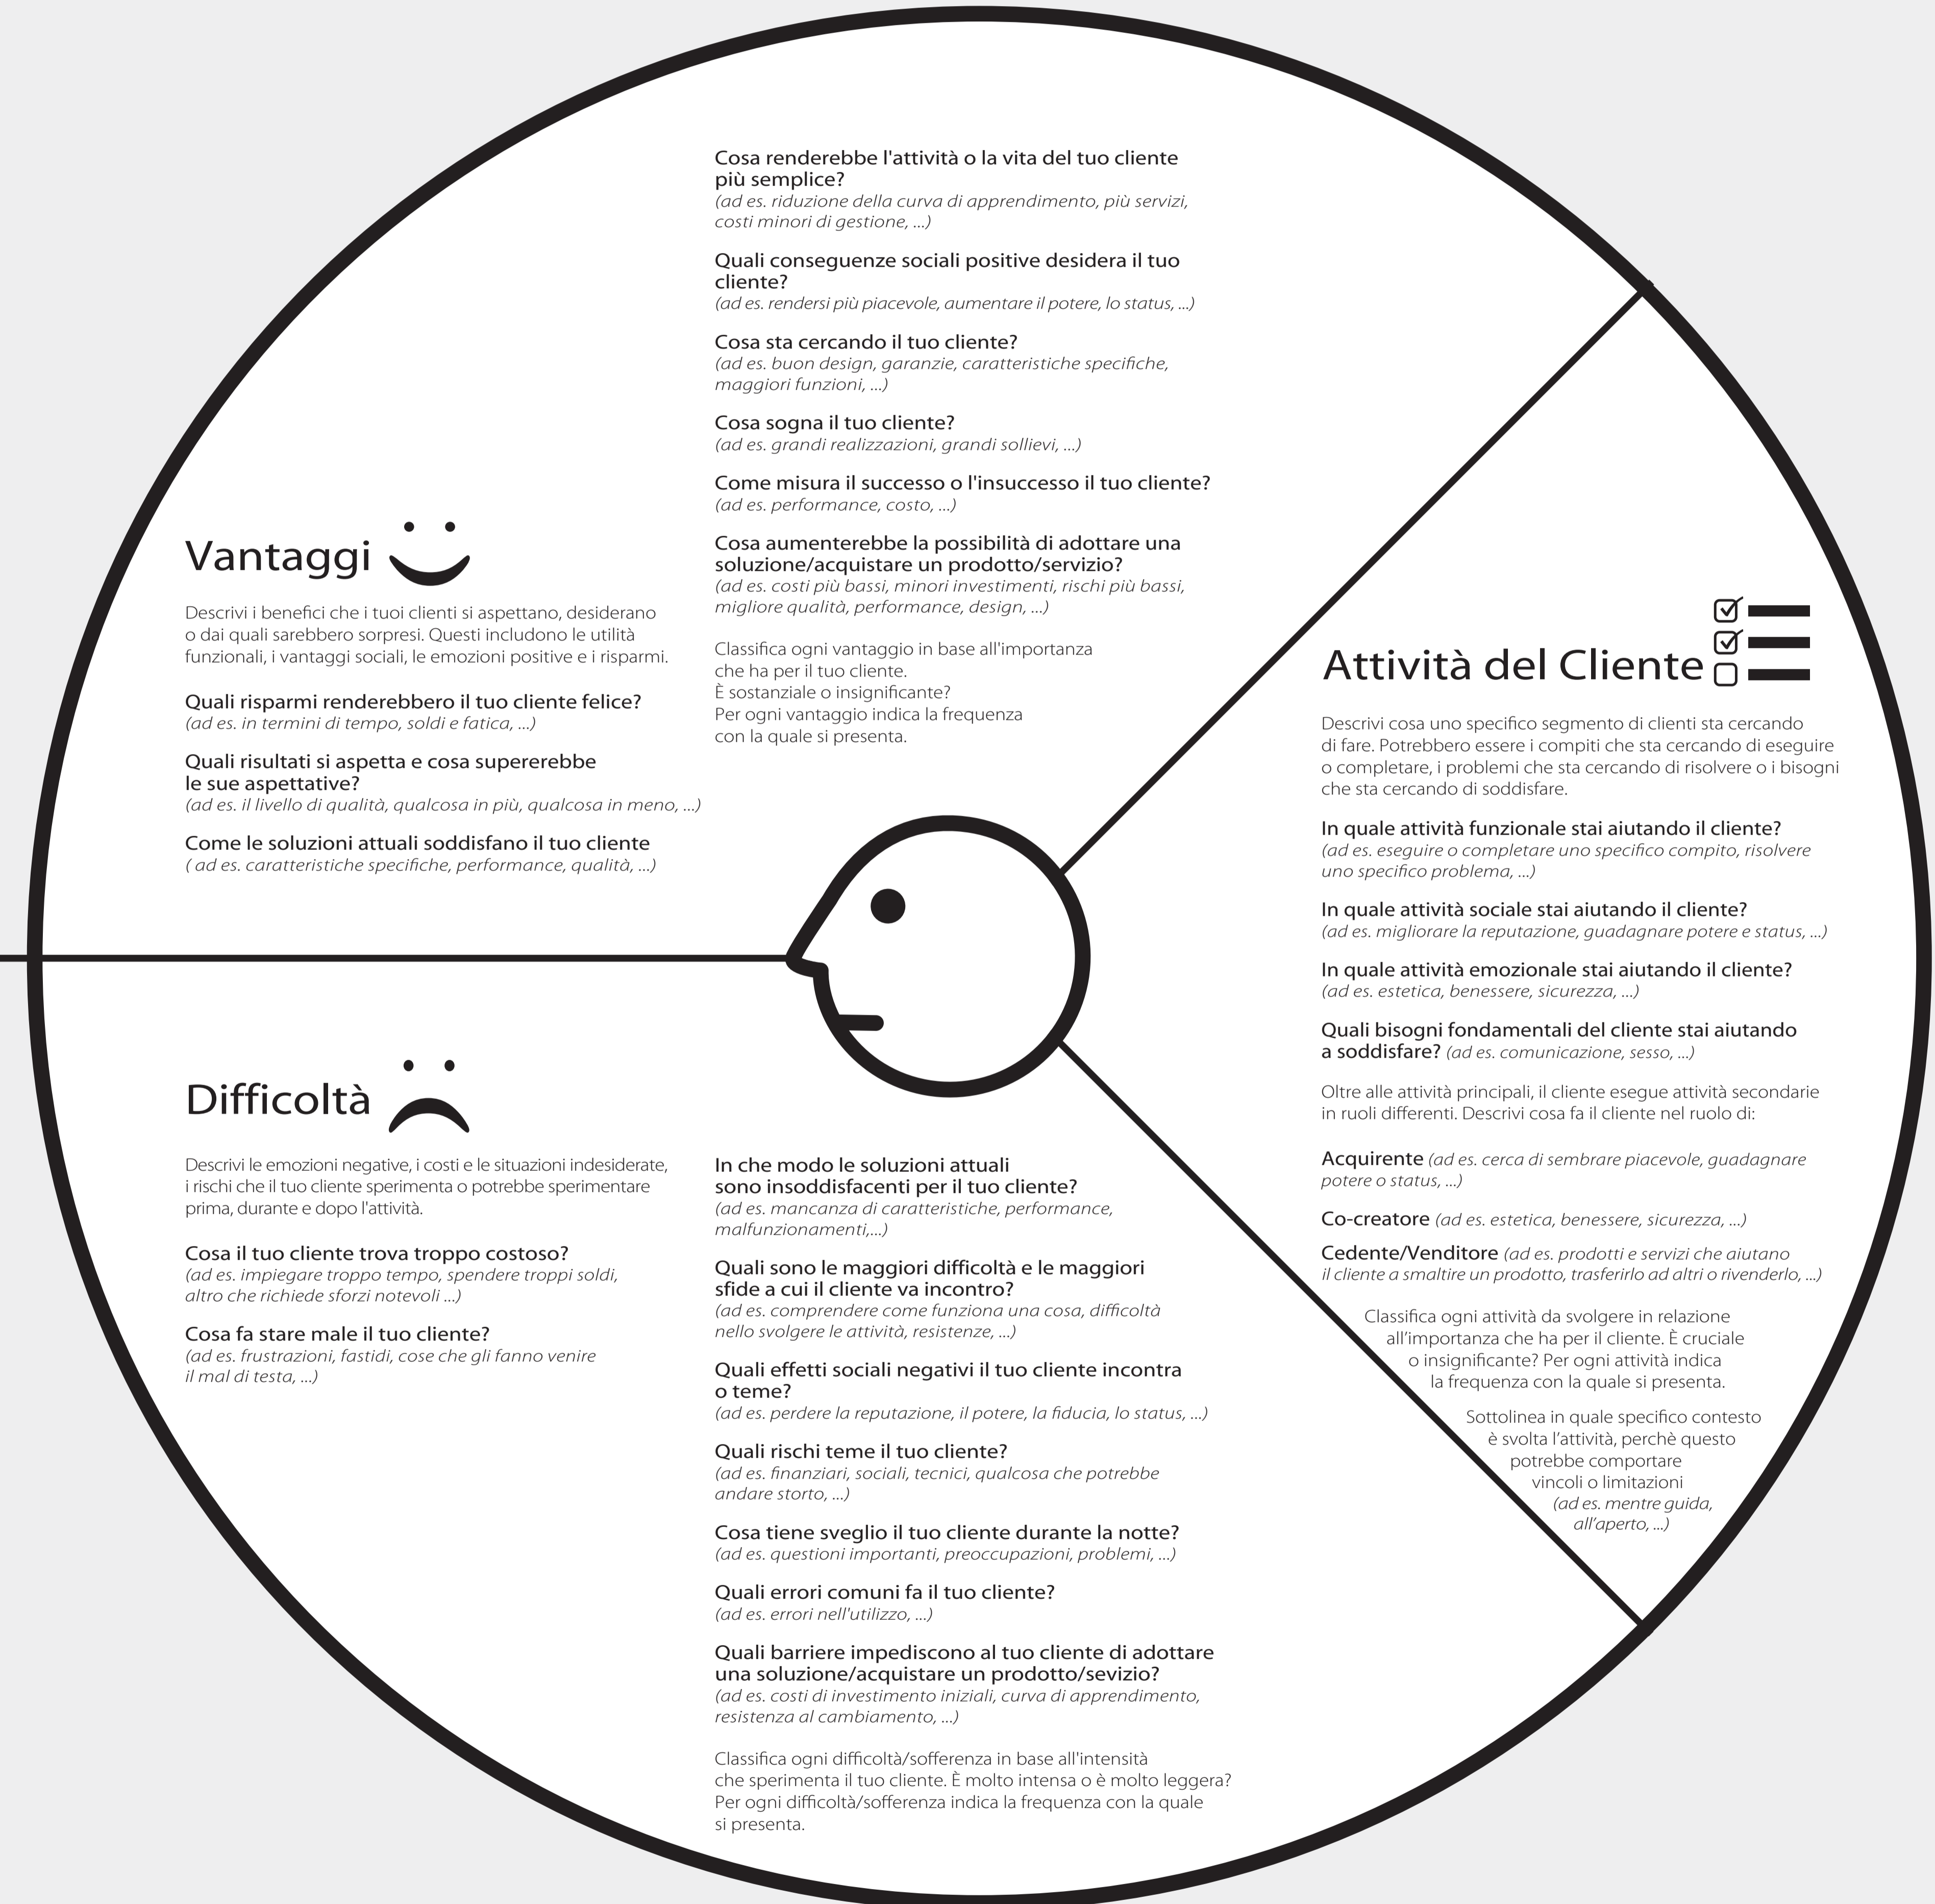 Vantaggi
Descrivi i benefici che i tuoi clienti si aspettano, desiderano
o dai quali sarebbero sorpresi. Questi includono le utilità
funzionali, i vantaggi sociali, le emozioni positive e i risparmi.
Quali risparmi renderebbero il tuo cliente felice?
(ad es. in termini di tempo, soldi e fatica, ...)
Quali risultati si aspetta e cosa supererebbe
le sue aspettative?
(ad es. il livello di qualità, qualcosa in più, qualcosa in meno, ...)
Come le soluzioni attuali soddisfano il tuo cliente
( ad es. caratteristiche specifiche, performance, qualità, ...)
Cosa renderebbe l'attività o la vita del tuo cliente
più semplice?
(ad es. riduzione della curva di apprendimento, più servizi,
costi minori di gestione, ...)
Quali conseguenze sociali positive desidera il tuo
cliente?
(ad es. rendersi più piacevole, aumentare il potere, lo status, ...)
Cosa sta cercando il tuo cliente?
(ad es. buon design, garanzie, caratteristiche specifiche,
maggiori funzioni, ...)
Cosa sogna il tuo cliente?
(ad es. grandi realizzazioni, grandi sollievi, ...)
Come misura il successo o l'insuccesso il tuo cliente?
(ad es. performance, costo, ...)
Cosa aumenterebbe la possibilità di adottare una
soluzione/acquistare un prodotto/servizio?
(ad es. costi più bassi, minori investimenti, rischi più bassi,
migliore qualità, performance, design, ...)
Classifica ogni vantaggio in base all'importanza
che ha per il tuo cliente.
È sostanziale o insignificante?
Per ogni vantaggio indica la frequenza
con la quale si presenta.
Attività del Cliente
Descrivi cosa uno specifico segmento di clienti sta cercando
di fare. Potrebbero essere i compiti che sta cercando di eseguire
o completare, i problemi che sta cercando di risolvere o i bisogni
che sta cercando di soddisfare.
In quale attività funzionale stai aiutando il cliente?
(ad es. eseguire o completare uno specifico compito, risolvere
uno specifico problema, ...)
In quale attività sociale stai aiutando il cliente?
(ad es. migliorare la reputazione, guadagnare potere e status, ...)
In quale attività emozionale stai aiutando il cliente?
(ad es. estetica, benessere, sicurezza, ...)
Quali bisogni fondamentali del cliente stai aiutando
a soddisfare? (ad es. comunicazione, sesso, ...)
Oltre alle attività principali, il cliente esegue attività secondarie
in ruoli differenti. Descrivi cosa fa il cliente nel ruolo di:
Acquirente (ad es. cerca di sembrare piacevole, guadagnare
potere o status, ...)
Co-creatore (ad es. estetica, benessere, sicurezza, ...)
Cedente/Venditore (ad es. prodotti e servizi che aiutano
il cliente a smaltire un prodotto, trasferirlo ad altri o rivenderlo, ...)
Classifica ogni attività da svolgere in relazione
all’importanza che ha per il cliente. È cruciale
o insignificante? Per ogni attività indica
la frequenza con la quale si presenta.
Sottolinea in quale specifico contesto
è svolta l’attività, perchè questo
potrebbe comportare
vincoli o limitazioni
(ad es. mentre guida,
all’aperto, ...)
Difficoltà
Descrivi le emozioni negative, i costi e le situazioni indesiderate,
i rischi che il tuo cliente sperimenta o potrebbe sperimentare
prima, durante e dopo l'attività.
Cosa il tuo cliente trova troppo costoso?
(ad es. impiegare troppo tempo, spendere troppi soldi,
altro che richiede sforzi notevoli ...)
Cosa fa stare male il tuo cliente?
(ad es. frustrazioni, fastidi, cose che gli fanno venire
il mal di testa, ...)
In che modo le soluzioni attuali
sono insoddisfacenti per il tuo cliente?
(ad es. mancanza di caratteristiche, performance,
malfunzionamenti,...)
Quali sono le maggiori difficoltà e le maggiori
sfide a cui il cliente va incontro?
(ad es. comprendere come funziona una cosa, difficoltà
nello svolgere le attività, resistenze, ...)
Quali effetti sociali negativi il tuo cliente incontra
o teme?
(ad es. perdere la reputazione, il potere, la fiducia, lo status, ...)
Quali rischi teme il tuo cliente?
(ad es. finanziari, sociali, tecnici, qualcosa che potrebbe
andare storto, ...)
Cosa tiene sveglio il tuo cliente durante la notte?
(ad es. questioni importanti, preoccupazioni, problemi, ...)
Quali errori comuni fa il tuo cliente?
(ad es. errori nell'utilizzo, ...)
Quali barriere impediscono al tuo cliente di adottare
una soluzione/acquistare un prodotto/sevizio?
(ad es. costi di investimento iniziali, curva di apprendimento,
resistenza al cambiamento, ...)
Classifica ogni difficoltà/sofferenza in base all'intensità
che sperimenta il tuo cliente. È molto intensa o è molto leggera?
Per ogni difficoltà/sofferenza indica la frequenza con la quale
si presenta.